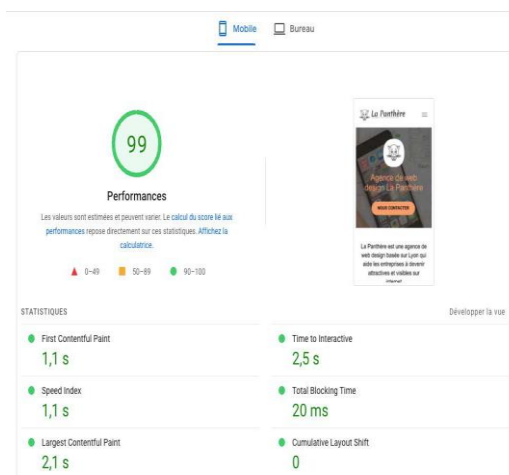 Mobile
Bureau
99
Performances
Les valeurs sont estimées et peuvent varier. Le calcul du score lié aux
performances repose directement sur ces statistiques. Affichez la
calculatrice.
0–49
50–89
90–100
La Panthère
Agence de web
design La Panthère
NOUS CONTACTER
La Panthère est une agence de
web design basée sur Lyon qui
aide les entreprises à devenir
attractives et visibles sur
internet
STATISTIQUES
Développer la vue
First Contentful Paint
1,1 s
Time to Interactive
2,5 s
Speed Index
1,1 s
Total Blocking Time
20 ms
Largest Contentful Paint
2,1 s
Cumulative Layout Shift
0